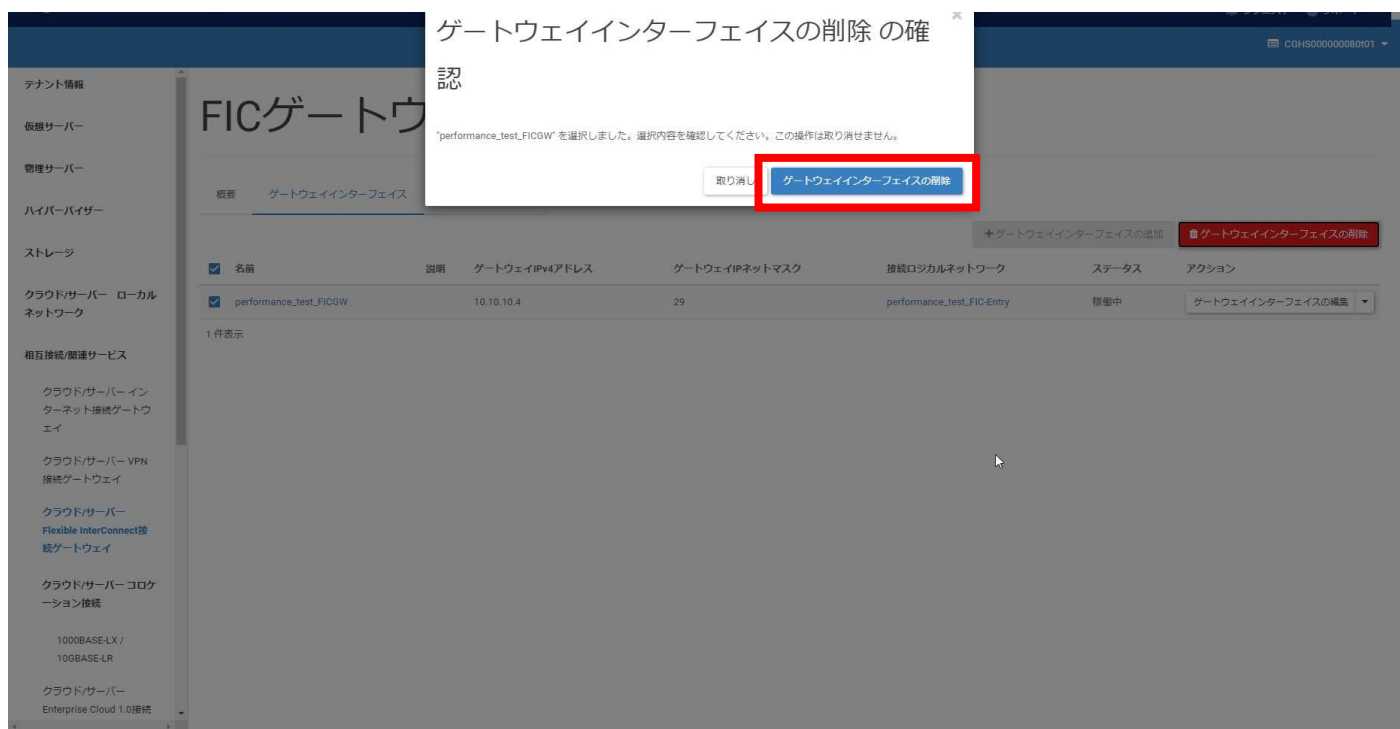 ゲートウェイインターフェイスの削除 の確
認
×
"performance_test_FICGW" を選択しました。選択内容を確認してください。この操作は取り消せません。
取り消し
ゲートウェイインターフェイスの削除
CGHS000000080t01
テナント情報
仮想サーバー
物理サーバー
ハイパーバイザー
ストレージ
クラウド/サーバー ローカル
ネットワーク
相互接続/関連サービス
クラウド/サーバー イン
ターネット接続ゲートウ
ェイ
クラウド/サーバー VPN
接続ゲートウェイ
クラウド/サーバー
Flexible InterConnect接
続ゲートウェイ
クラウド/サーバー コロケ
ーション接続
1000BASE-LX /
10GBASE-LR
クラウド/サーバー
Enterprise Cloud 1.0接続
FICゲートウ
概要 ゲートウェイインターフェイス
+ゲートウェイインターフェイスの追加 ゲートウェイインターフェイスの削除
名前 説明 ゲートウェイIPv4アドレス ゲートウェイIPネットマスク 接続ロジカルネットワーク ステータス アクション
performance_test_FICGW 10.10.10.4 29 performance_test_FIC-Entry 稼働中 ゲートウェイインターフェイスの編集
1 件表示